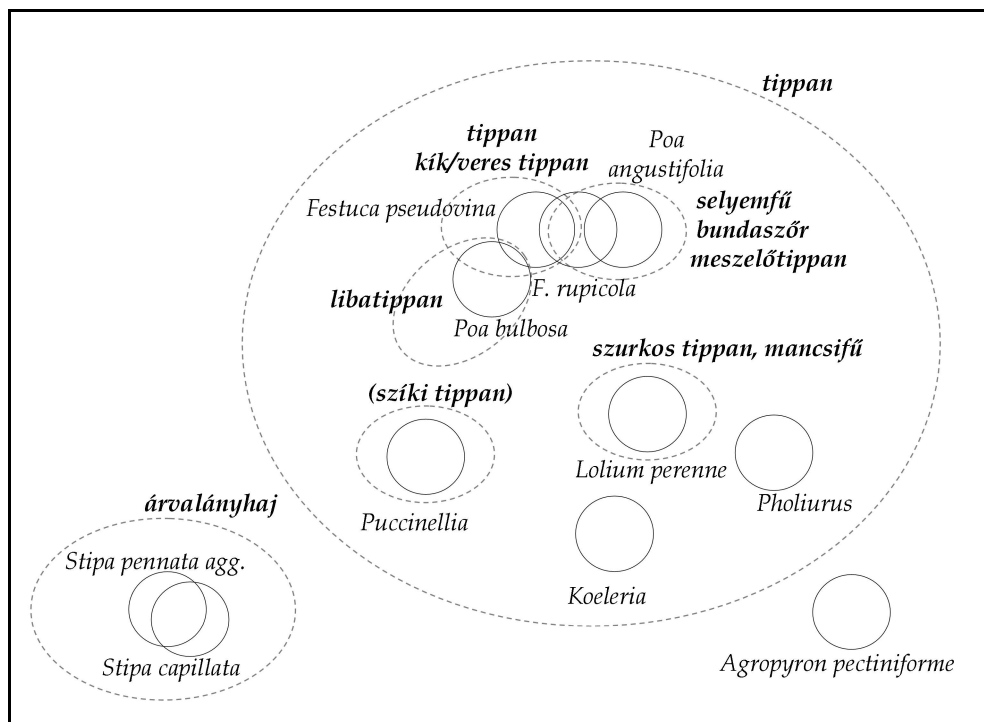 tippan
tippan
kík/veres tippan
Poa
angustifolia
Festuca pseudovina
selyemfű
bundaszőr
meszelőtippan
F. rupicola
libatippan
Poa bulbosa
szurkos tippan, mancsifű
(szíki tippan)
Lolium perenne
Pholiurus
árvalányhaj
Puccinellia
Stipa pennata agg.
Koeleria
Stipa capillata
Agropyron pectiniforme